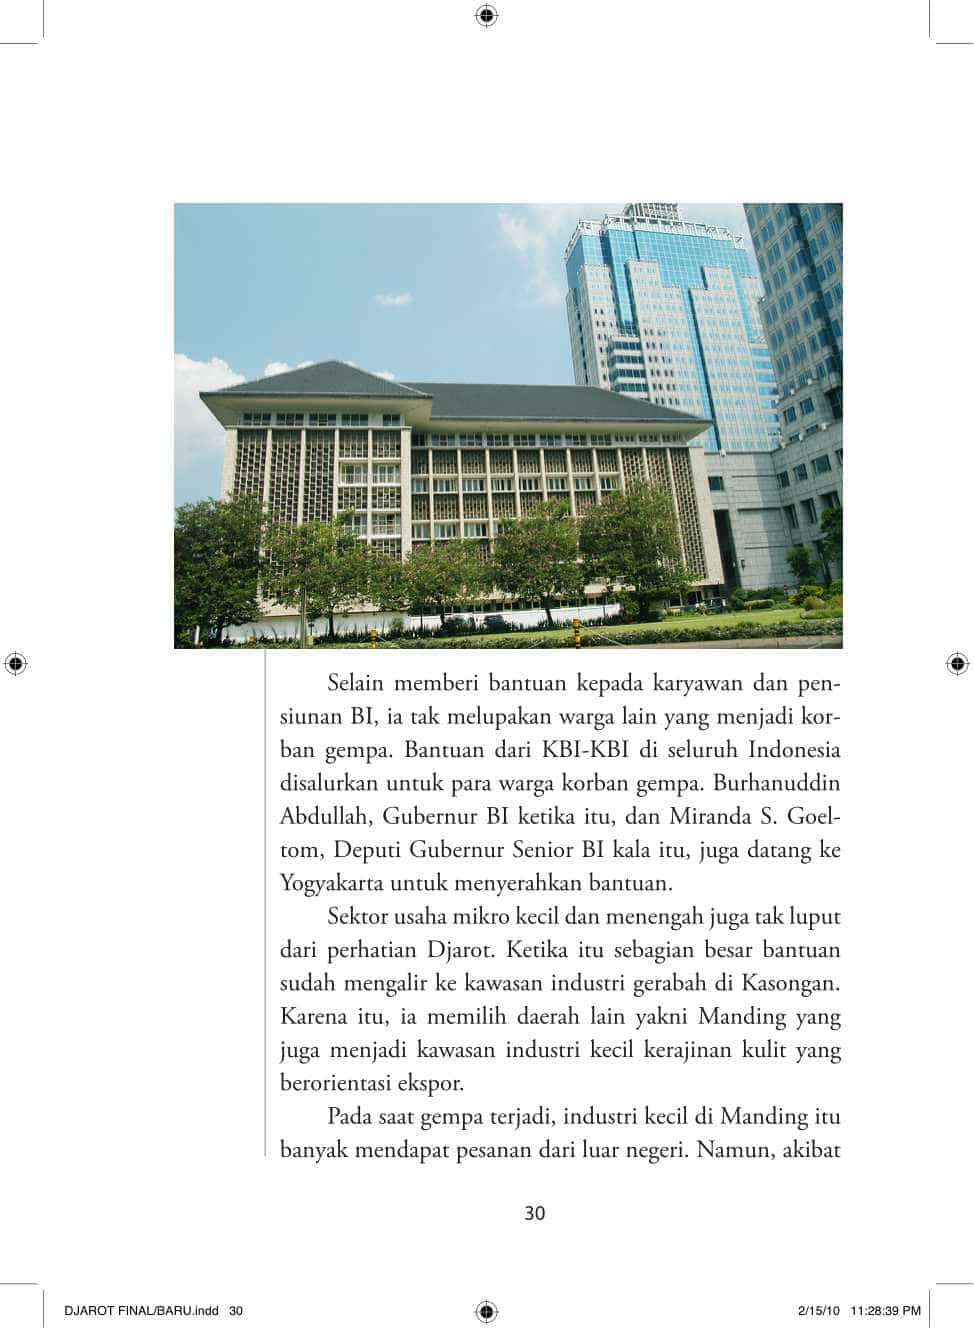 Selain memberi bantuan kepada karyawan dan pen-
siunan BI, ia tak melupakan warga lain yang menjadi kor-
ban gempa. Bantuan dari KBI-KBI di seluruh Indonesia
disalurkan untuk para warga korban gempa. Burhanuddin
Abdullah, Gubernur BI ketika itu, dan Miranda S. Goel-
tom, Deputi Gubernur Senior BI kala itu, juga datang ke
Yogyakarta untuk menyerahkan bantuan.
Sektor usaha mikro kecil dan menengah juga tak luput
dari perhatian Djarot. Ketika itu sebagian besar bantuan
sudah mengalir ke kawasan industri gerabah di Kasongan.
Karena itu, ia memilih daerah lain yakni Manding yang
juga menjadi kawasan industri kecil kerajinan kulit yang
berorientasi ekspor.
Pada saat gempa terjadi, industri kecil di Manding itu
banyak mendapat pesanan dari luar negeri. Namun, akibat
30
DJAROT FINAL/BARU.indd 30 2/15/10 11:28:39 PM